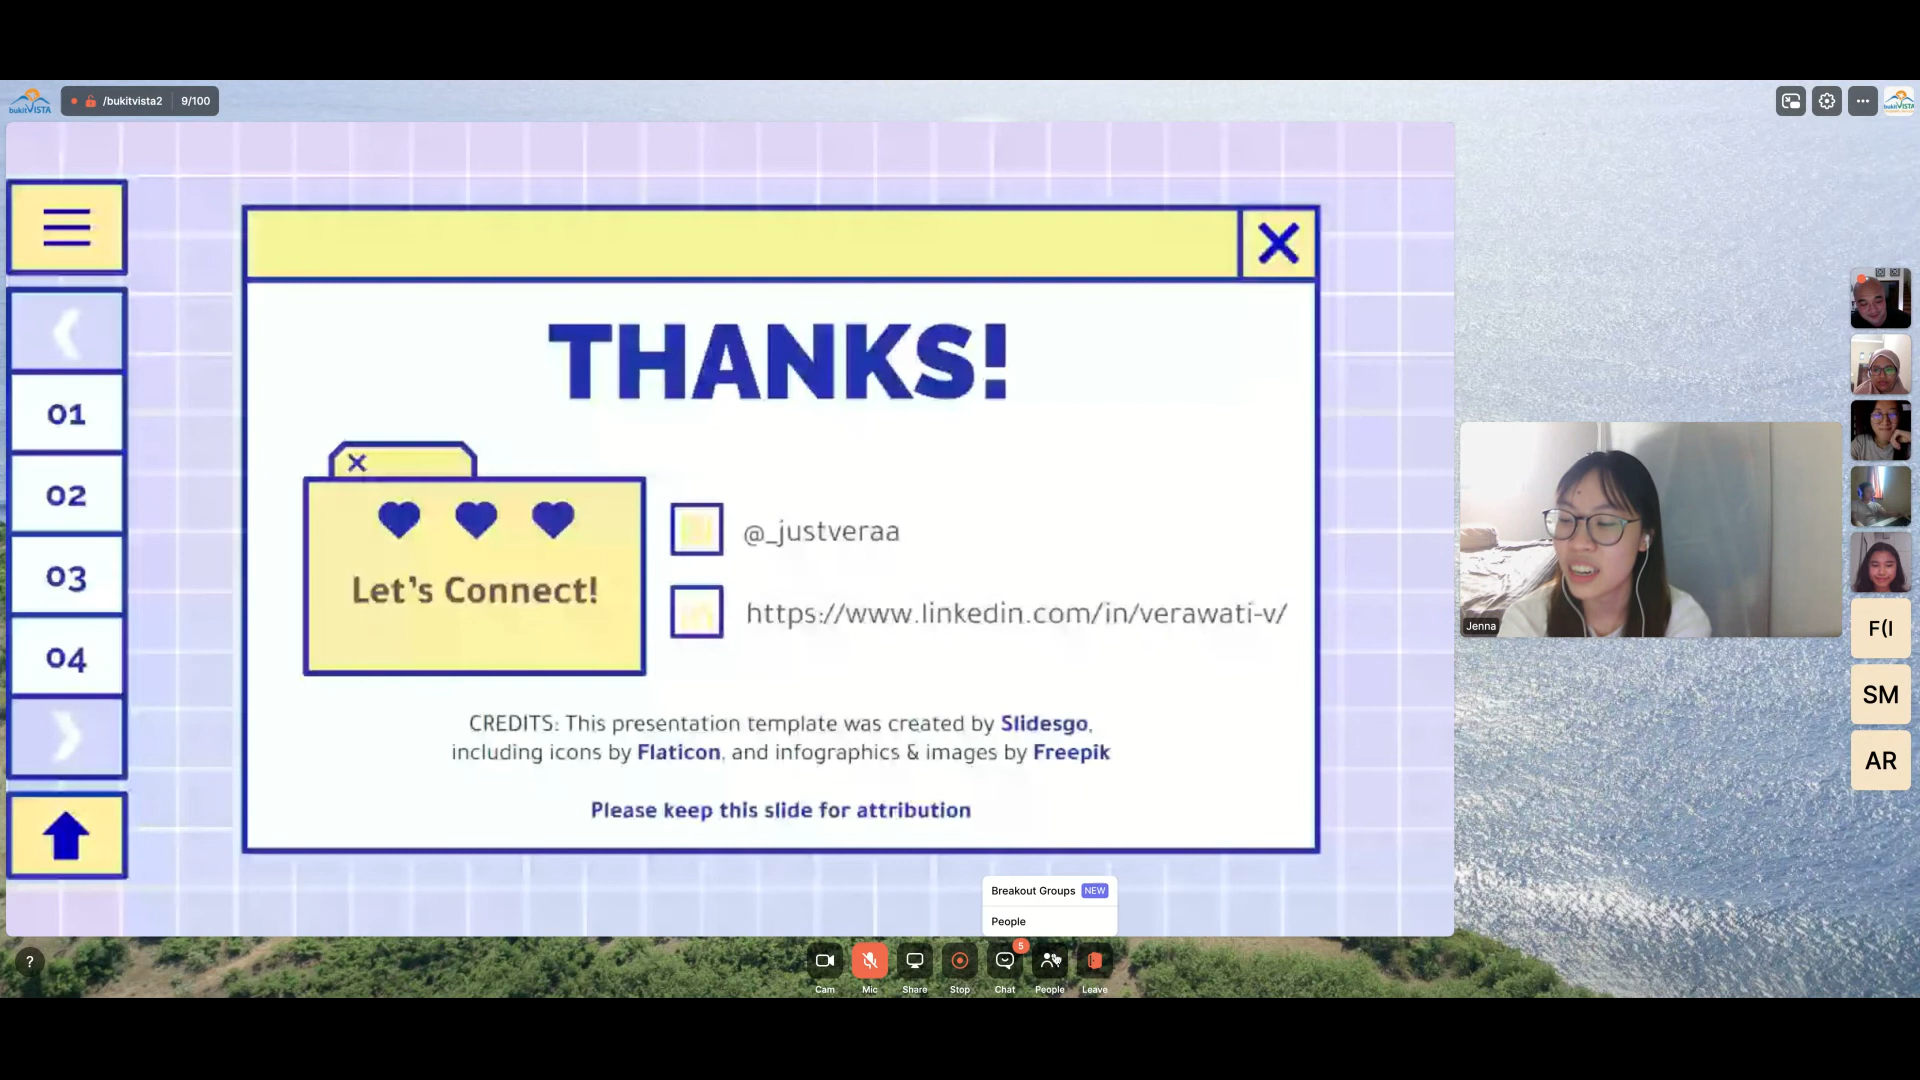 bukitVISTA
/bukitvista2
9/100
bukitVISTA
THANKS!
01
02
03
04
Let's Connect!
@_justveraa
https://www.linkedin.com/in/verawati-v/
CREDITS: This presentation template was created by Slidesgo,
including icons by Flaticon, and infographics & images by Freepik
Please keep this slide for attribution
Jenna
F(I
SM
AR
Breakout Groups NEW
People
?
5
Cam
Mic
Share
Stop
Chat
People
Leave